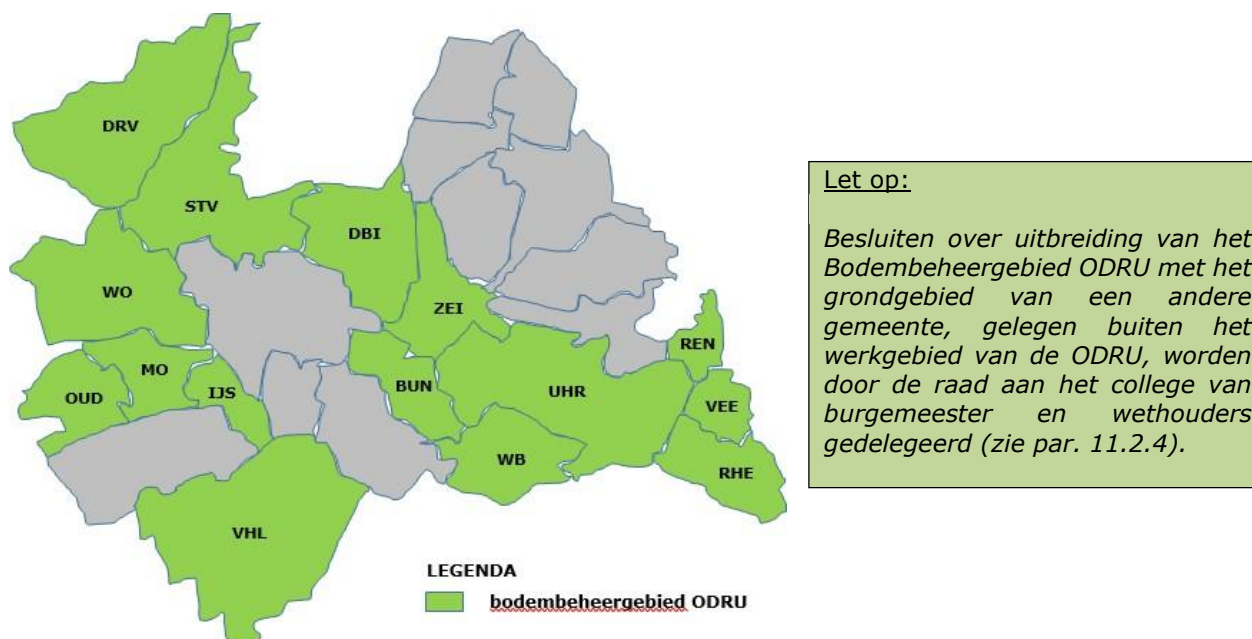 DRV
STV
DBI
WO
ZEI
REN
MO
OUD
IJS
BUN
UHR
VEE
WB
RHE
VHL
LEGENDA
bodembeheergebied ODRU
Let op:
Besluiten over uitbreiding van het
Bodembeheergebied ODRU met het
grondgebied van een andere
gemeente, gelegen buiten het
werkgebied van de ODRU, worden
door de raad aan het college van
burgemeester en wethouders
gedelegeerd (zie par. 11.2.4).